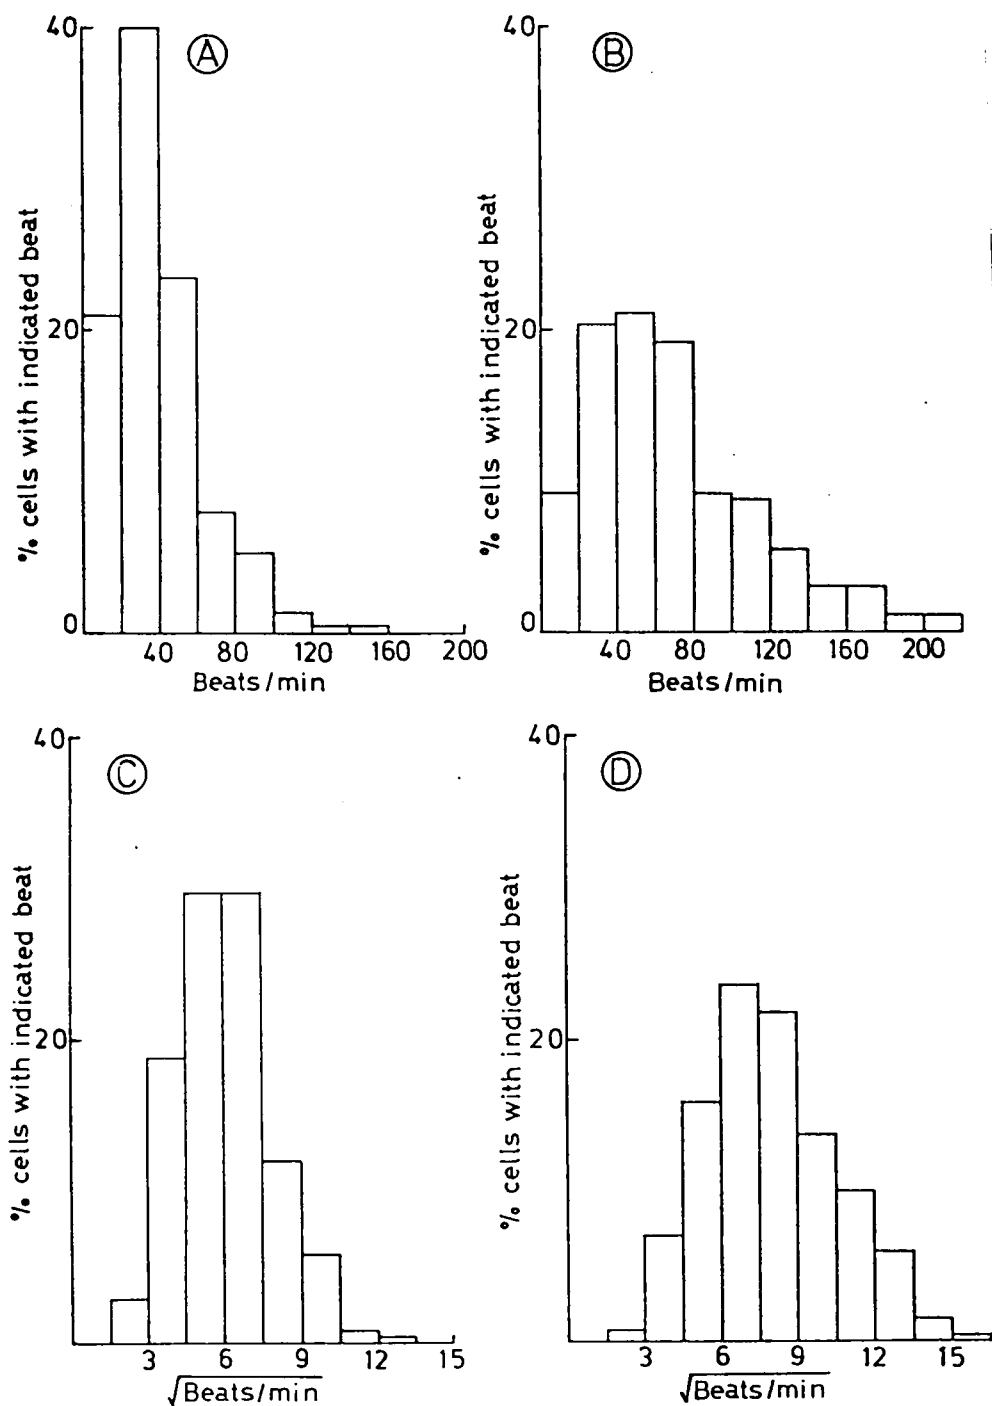 A
40
20
0
% cells with indicated beat
40 80 120 160 200
Beats/min
B
40
20
0
% cells with indicated beat
40 80 120 160 200
Beats/min
C
40
20
% cells with indicated beat
3 6 9 12 15
√Beats/min
D
40
20
% cells with indicated beat
3 6 9 12 15
√Beats/min